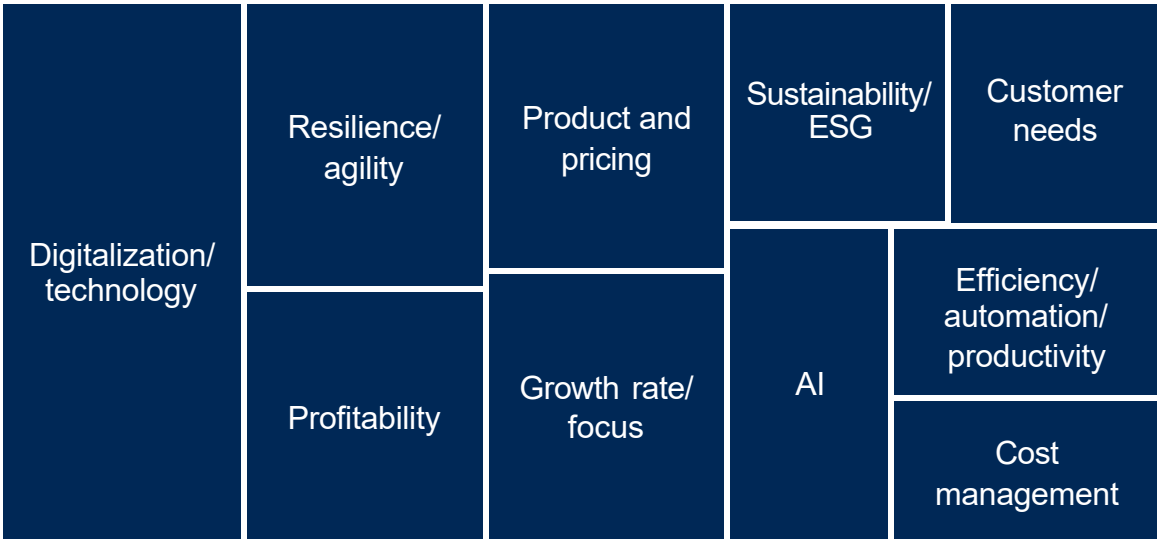 Digitalization/
technology
Resilience/
agility
Profitability
Product and
pricing
Growth rate/
focus
Sustainability/
ESG
Customer
needs
AI
Efficiency/
automation/
productivity
Cost
management